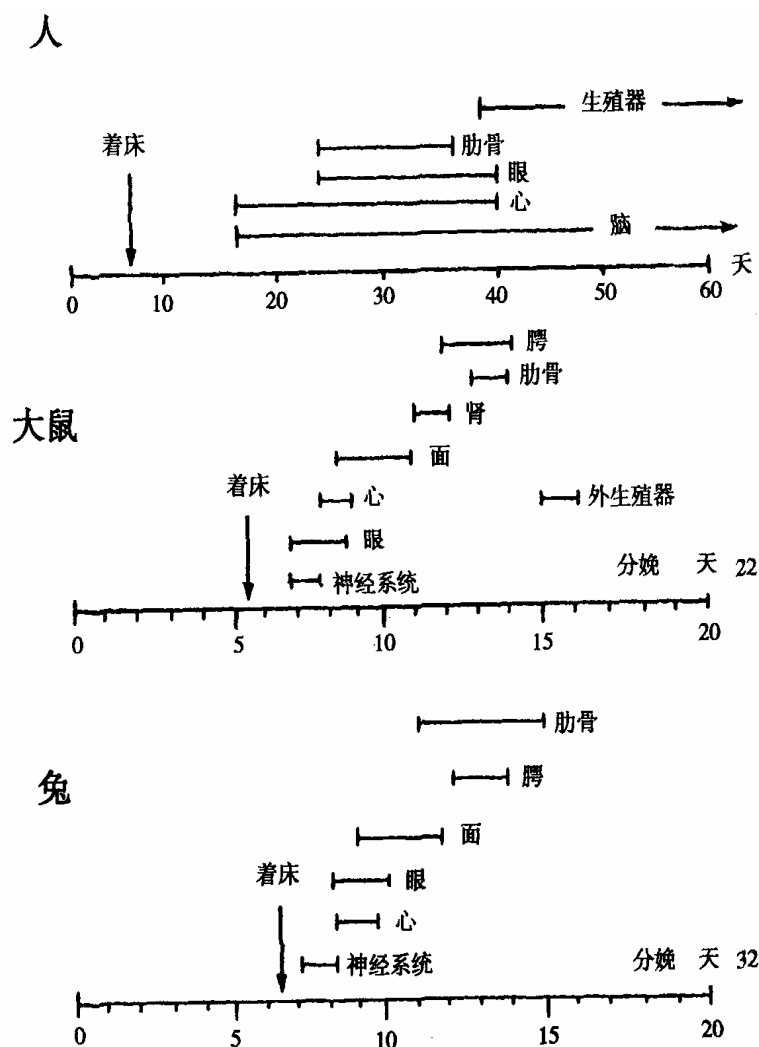 人
生殖器
着床
肋骨
眼
心
脑
0 10 20 30 40 50 60 天
腭
肋骨
大鼠
肾
面
着床
心
外生殖器
眼
分娩 天 22
神经系统
0 5 10 15 20
肋骨
兔
腭
面
着床
眼
心
神经系统
分娩 天 32
0 5 10 15 20